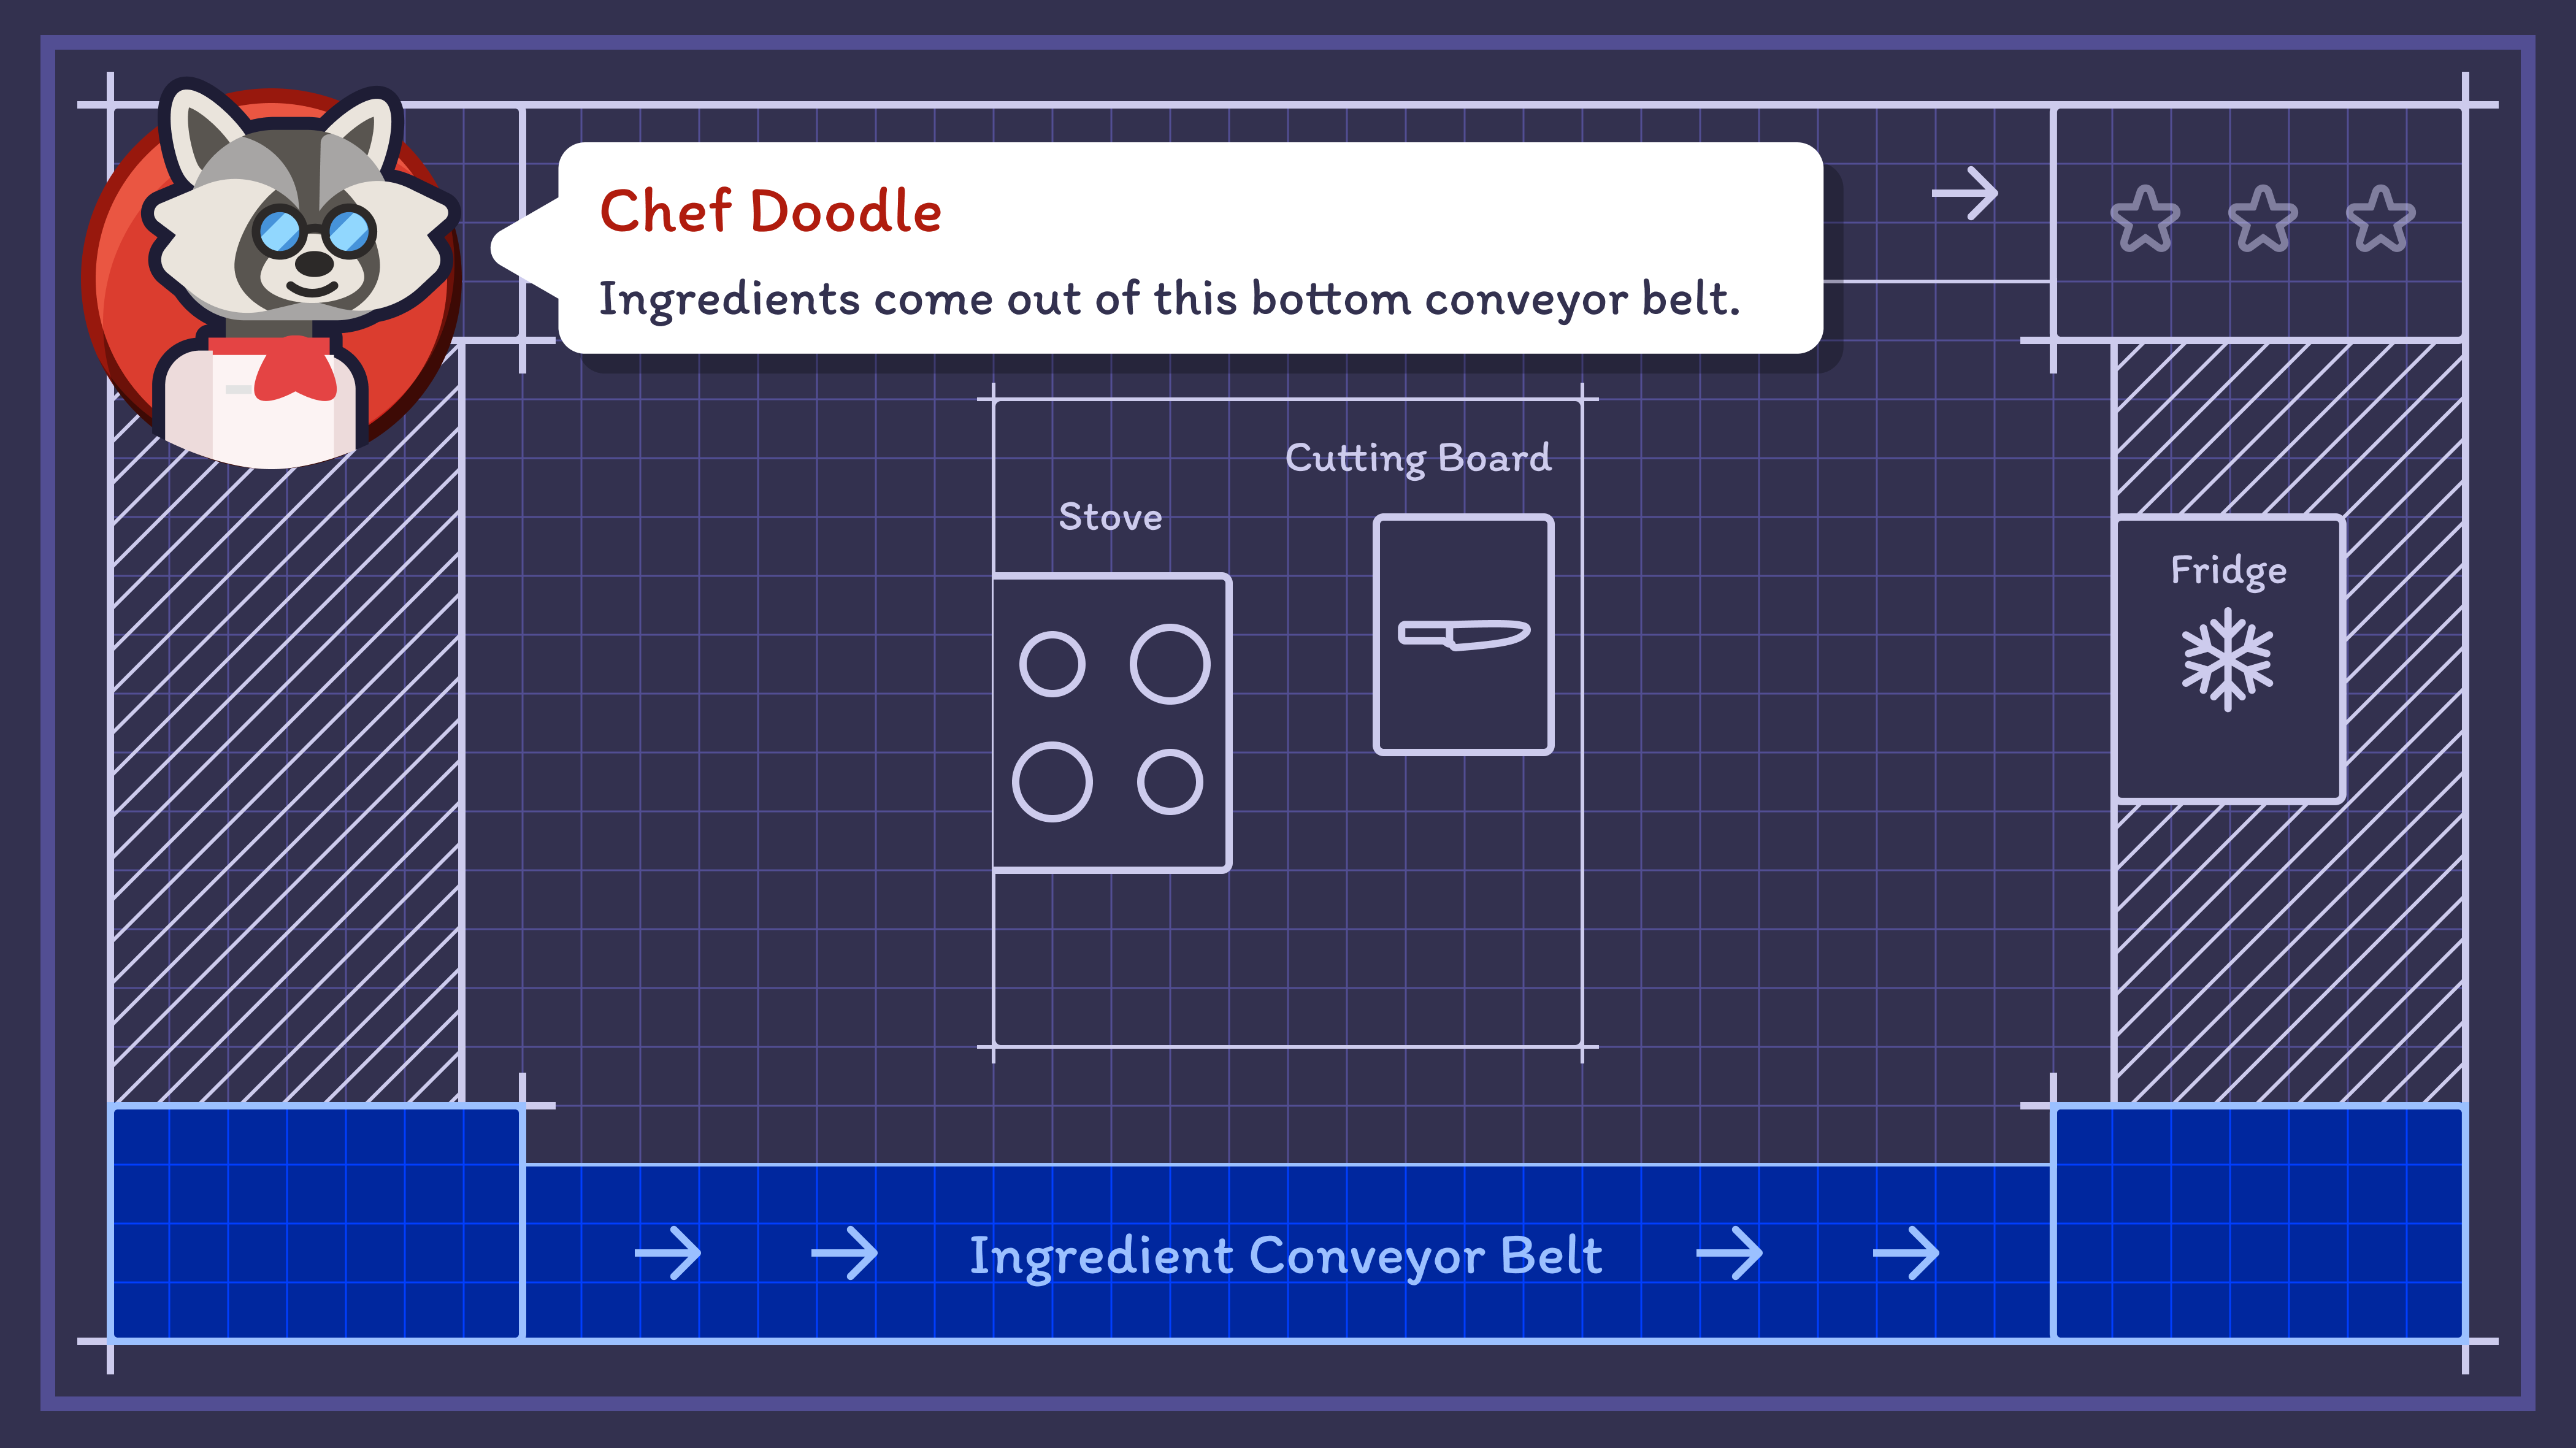 Chef Doodle
Ingredients come out of this bottom conveyor belt.
Cutting Board
Stove
Fridge
Ingredient Conveyor Belt